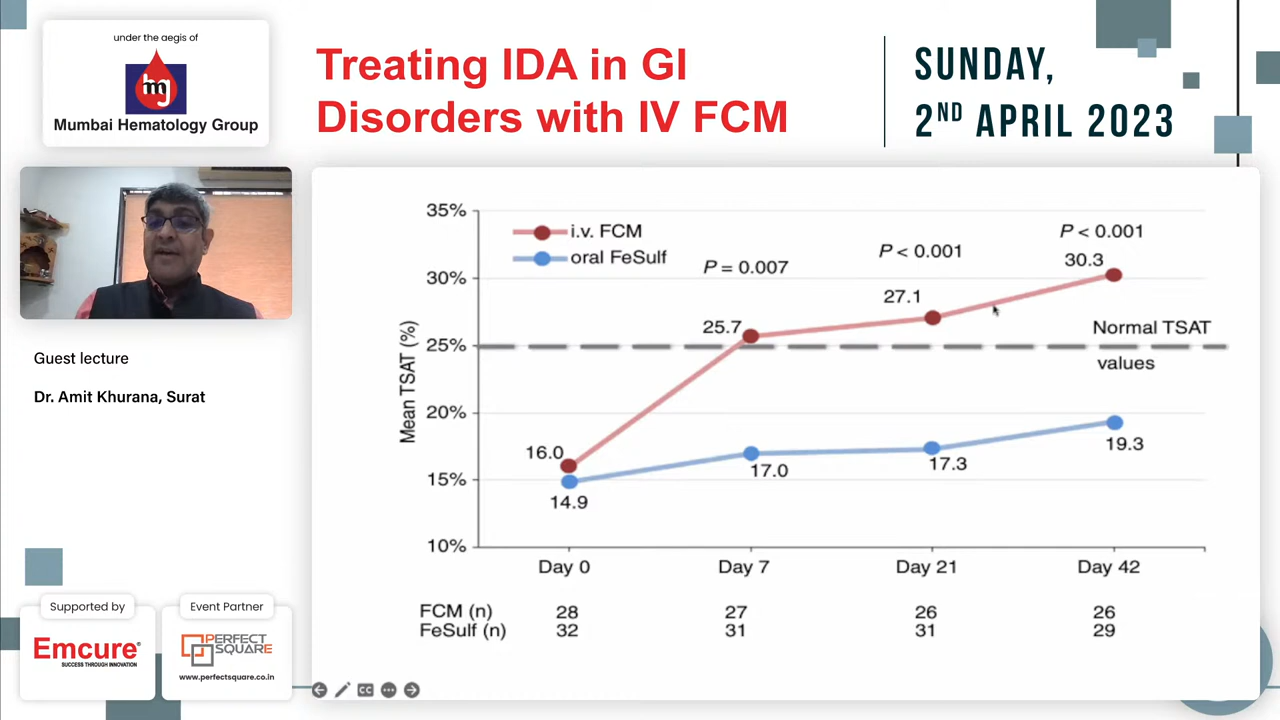 under the aegis of
mhg
Mumbai Hematology Group
Treating IDA in GI
Disorders with IV FCM
SUNDAY,
2ND APRIL 2023
Guest lecture
Dr. Amit Khurana, Surat
Supported by
Emcure®
SUCCESS THROUGH INNOVATION
Event Partner
PERFECT
SQUARE
www.perfectsquare.co.in
35%
30%
25%
20%
15%
10%
Mean TSAT (%)
i.v. FCM
oral FeSulf
P = 0.007
P < 0.001
P < 0.001
16.0
25.7
27.1
30.3
Normal TSAT
values
14.9
17.0
17.3
19.3
Day 0 Day 7 Day 21 Day 42
FCM (n) 28 27 26 26
FeSulf (n) 32 31 31 29
CC